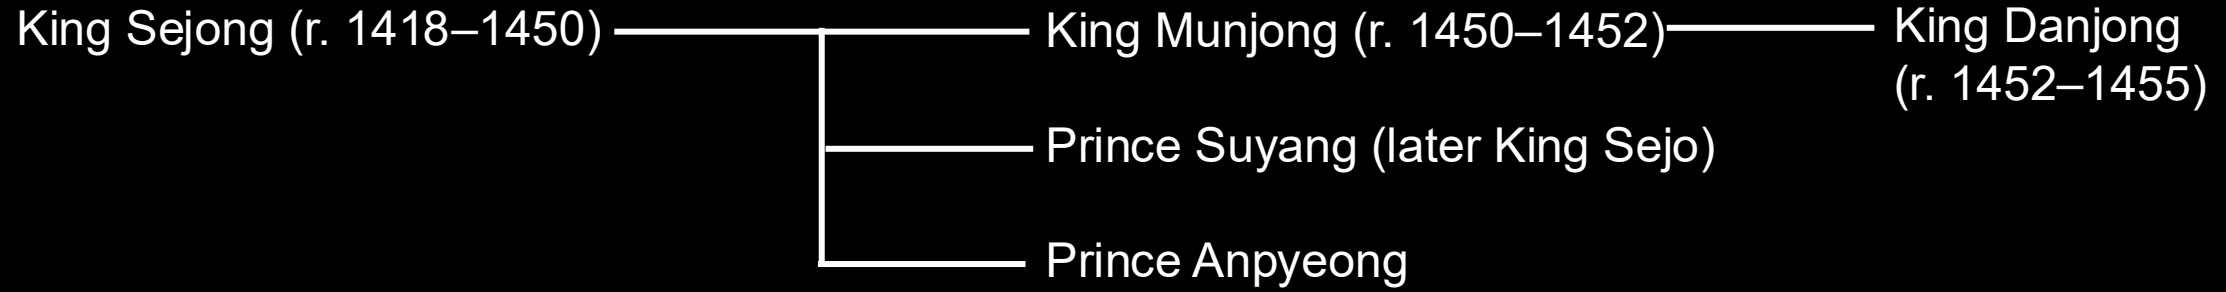 King Sejong (r. 1418–1450)
King Munjong (r. 1450–1452)
King Danjong
(r. 1452–1455)
Prince Suyang (later King Sejo)
Prince Anpyeong